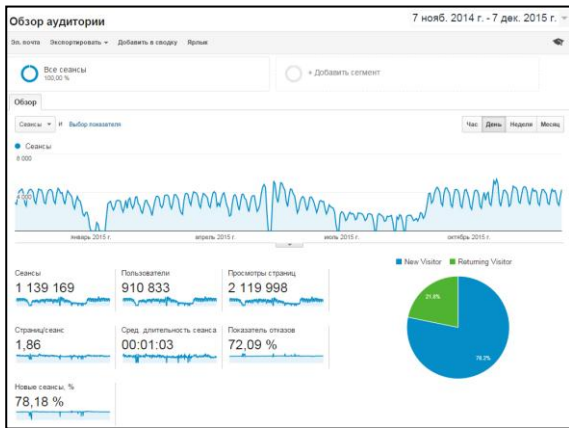 Обзор аудитории
7 нояб. 2014 г. - 7 дек. 2015 г.
Эл. почта Экспортировать Добавить в сводку Ярлык
Все сеансы
100,00 %
+ Добавить сегмент
Обзор
Сеансы И Выбор показателя
Час День Неделя Месяц
Сеансы
8 000
4 000
январь 2015 г. апрель 2015 г. июль 2015 г. октябрь 2015 г.
Сеансы
1 139 169
Пользователи
910 833
Просмотры страниц
2 119 998
Страниц/сеанс
1,86
Сред. длительность сеанса
00:01:03
Показатель отказов
72,09 %
Новые сеансы, %
78,18 %
New Visitor Returning Visitor
21.8%
78.2%